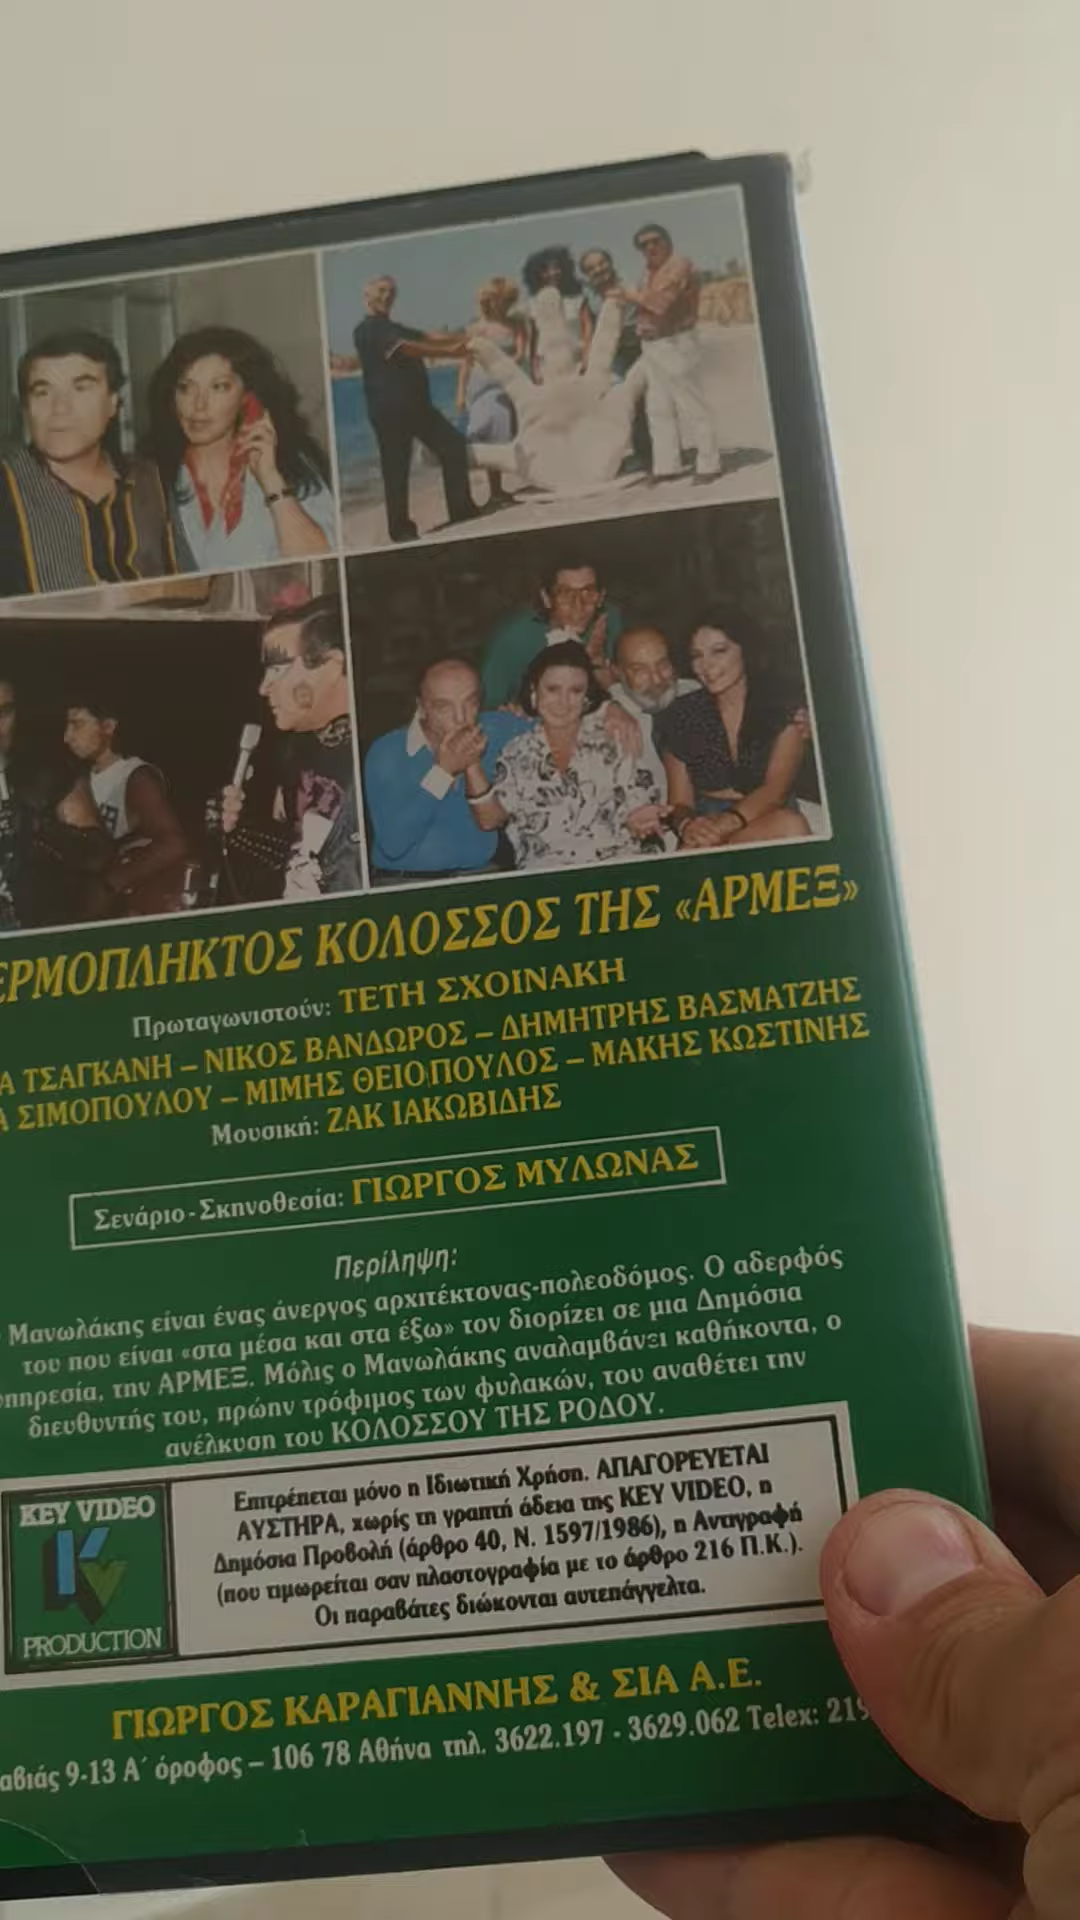 ΕΡΜΟΠΛΗΚΤΟΣ ΚΟΛΟΣΣΟΣ ΤΗΣ «ΑΡΜΕΞ»
Πρωταγωνιστούν: ΤΕΤΗ ΣΧΟΙΝΑΚΗ
Α ΤΣΑΓΚΑΝΗ – ΝΙΚΟΣ ΒΑΝΔΩΡΟΣ – ΔΗΜΗΤΡΗΣ ΒΑΣΜΑΤΖΗΣ
Α ΣΙΜΟΠΟΥΛΟΥ – ΜΙΜΗΣ ΘΕΙΟΠΟΥΛΟΣ – ΜΑΚΗΣ ΚΩΣΤΙΝΗΣ
Μουσική: ΖΑΚ ΙΑΚΩΒΙΔΗΣ
Σενάριο - Σκηνοθεσία: ΓΙΩΡΓΟΣ ΜΥΛΩΝΑΣ
Περίληψη:
Μανωλάκης είναι ένας άνεργος αρχιτέκτονας-πολεοδόμος. Ο αδερφός
του που είναι «στα μέσα και στα έξω» τον διορίζει σε μια Δημόσια
πηρεσία, την ΑΡΜΕΞ. Μόλις ο Μανωλάκης αναλαμβάνει καθήκοντα, ο
διευθυντής του, πρώην τρόφιμος των φυλακών, του αναθέτει την
ανέλκυση του ΚΟΛΟΣΣΟΥ ΤΗΣ ΡΟΔΟΥ.
KEY VIDEO
PRODUCTION
Επιτρέπεται μόνο η Ιδιωτική Χρήση. ΑΠΑΓΟΡΕΥΕΤΑΙ
ΑΥΣΤΗΡΑ, χωρίς τη γραπτή άδεια της KEY VIDEO, η
Δημόσια Προβολή (άρθρο 40, Ν. 1597/1986), η Αντιγραφή
(που τιμωρείται σαν πλαστογραφία με το άρθρο 216 Π.Κ.).
Οι παραβάτες διώκονται αυτεπάγγελτα.
ΓΙΩΡΓΟΣ ΚΑΡΑΓΙΑΝΝΗΣ & ΣΙΑ Α.Ε.
αβιάς 9-13 Α΄ όροφος – 106 78 Αθήνα τηλ. 3622.197 - 3629.062 Telex: 219